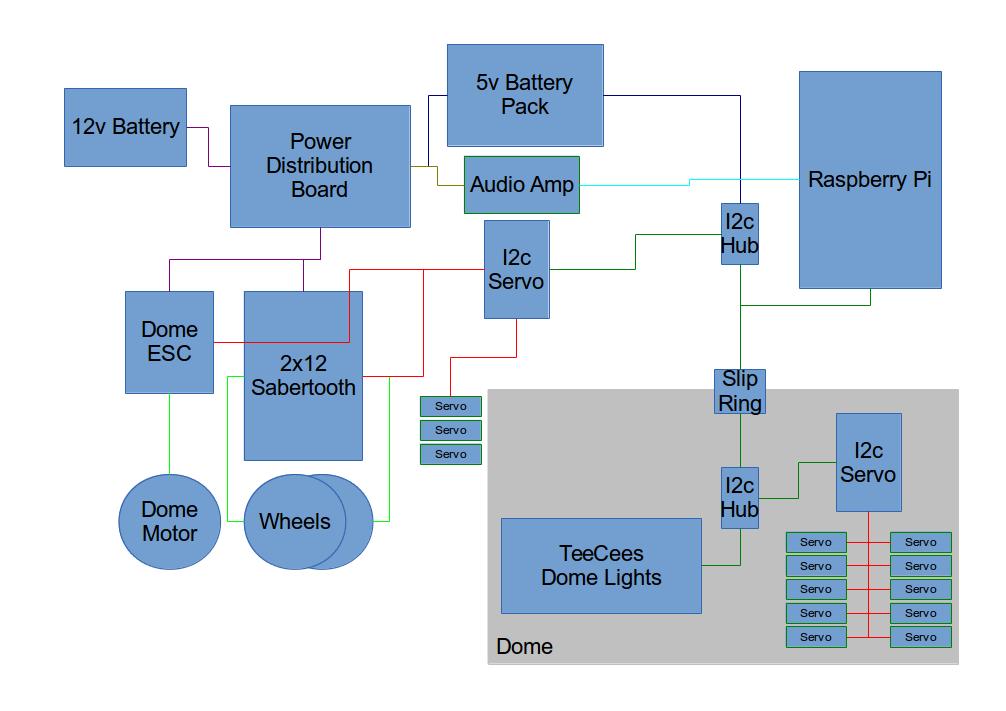 5v Battery
Pack
12v Battery
Power
Distribution
Board
Audio Amp
Raspberry Pi
I2c
Hub
I2c
Servo
Dome
ESC
2x12
Sabertooth
Slip
Ring
Servo
Servo
Servo
I2c
Servo
I2c
Hub
Dome
Motor
Wheels
TeeCees
Dome Lights
Servo
Servo
Servo
Servo
Servo
Servo
Servo
Servo
Servo
Servo
Dome